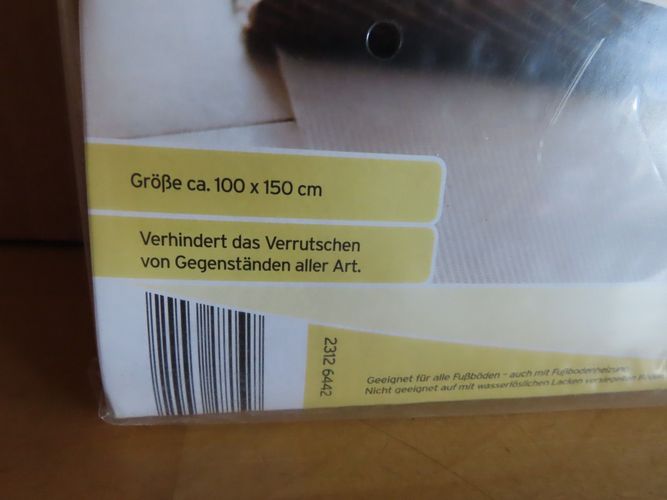 Größe ca. 100 x 150 cm
Verhindert das Verrutschen
von Gegenständen aller Art.
2312 6442
Geeignet für alle Fußböden - auch mit Fußbodenheizung.
Nicht geeignet auf mit wasserlöslichen Lacken versiegelten